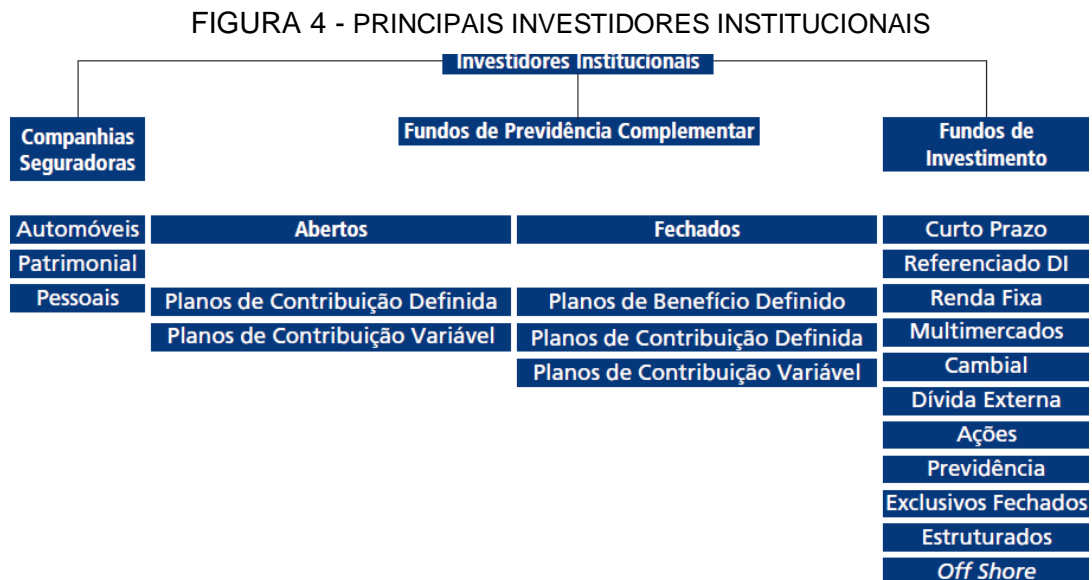 FIGURA 4 - PRINCIPAIS INVESTIDORES INSTITUCIONAIS
Investidores Institucionais
Companhias
Seguradoras
Fundos de Previdência Complementar
Fundos de
Investimento
Automóveis
Patrimonial
Pessoais
Abertos
Planos de Contribuição Definida
Planos de Contribuição Variável
Fechados
Planos de Benefício Definido
Planos de Contribuição Definida
Planos de Contribuição Variável
Curto Prazo
Referenciado DI
Renda Fixa
Multimercados
Cambial
Dívida Externa
Ações
Previdência
Exclusivos Fechados
Estruturados
Off Shore